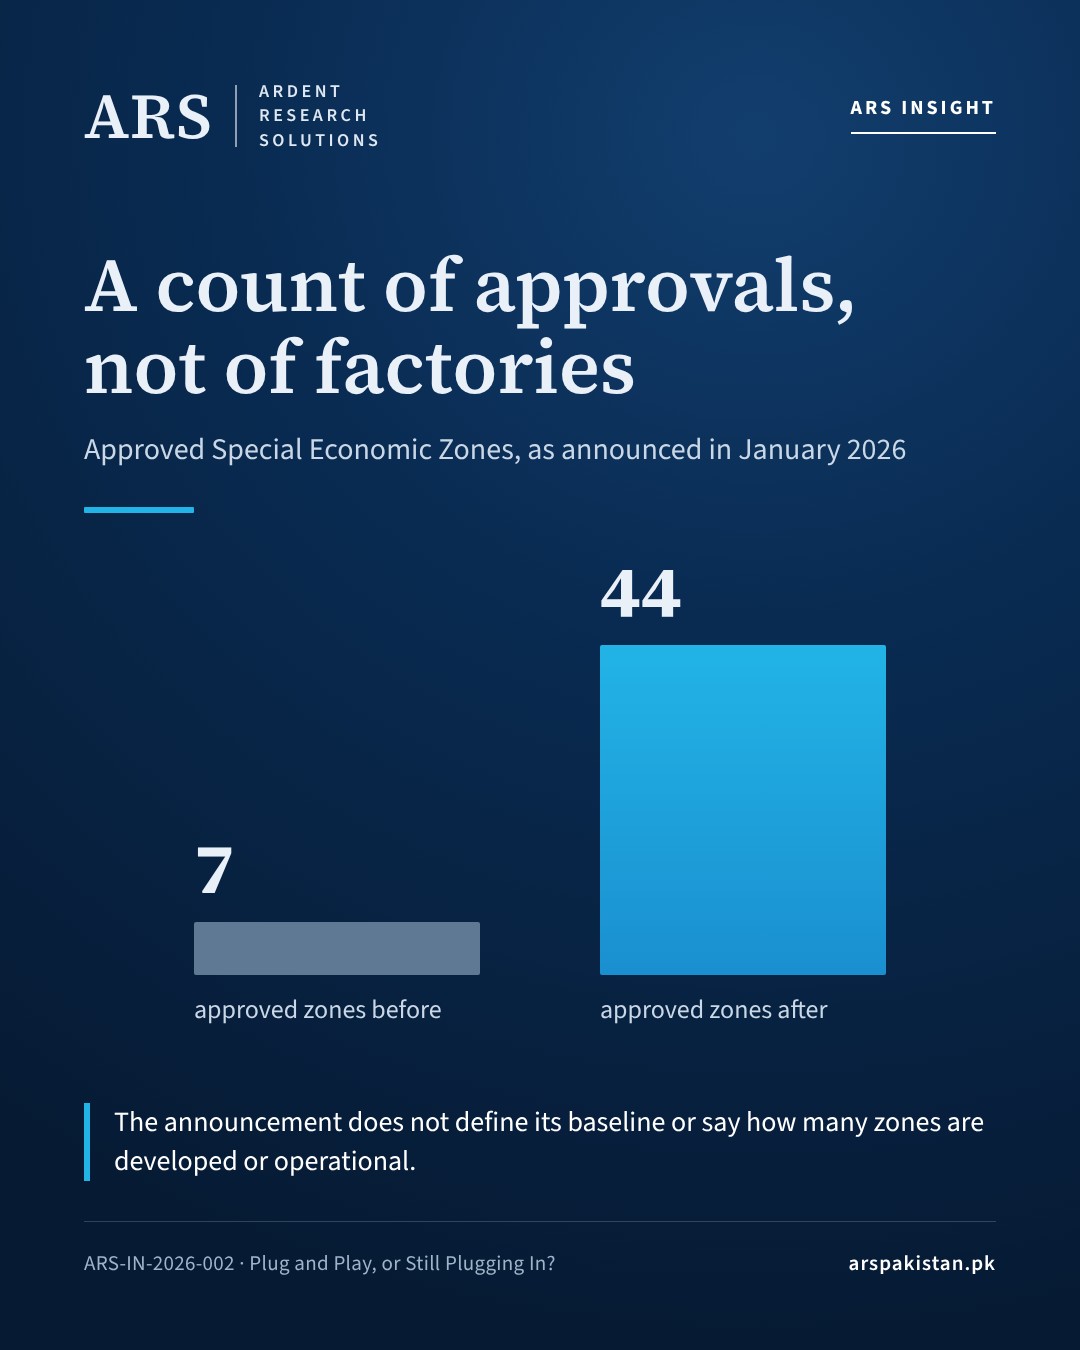 ARS
ARDENT
RESEARCH
SOLUTIONS
ARS INSIGHT
A count of approvals,
not of factories
Approved Special Economic Zones, as announced in January 2026
44
7
approved zones before
approved zones after
The announcement does not define its baseline or say how many zones are
developed or operational.
ARS-IN-2026-002 · Plug and Play, or Still Plugging In?
arspakistan.pk